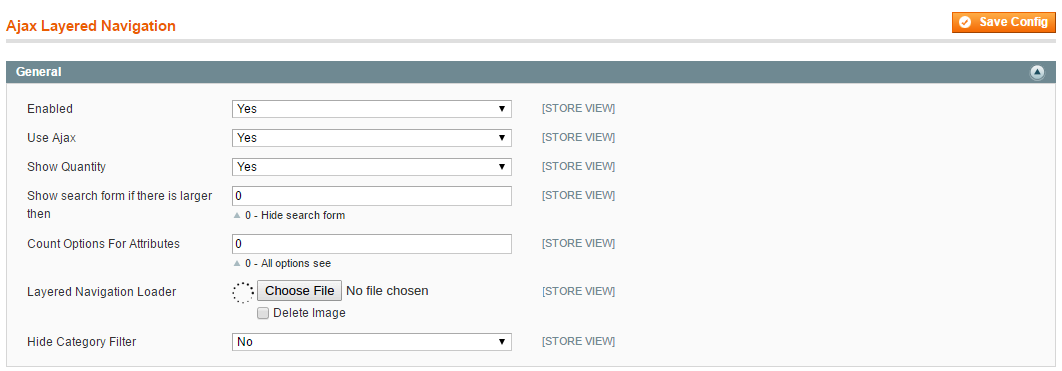 Ajax Layered Navigation
Save Config
General
Enabled Yes [STORE VIEW]
Use Ajax Yes [STORE VIEW]
Show Quantity Yes [STORE VIEW]
Show search form if there is larger 0 [STORE VIEW]
then
0 - Hide search form
Count Options For Attributes 0 [STORE VIEW]
0 - All options see
Layered Navigation Loader Choose File No file chosen [STORE VIEW]
Delete Image
Hide Category Filter No [STORE VIEW]